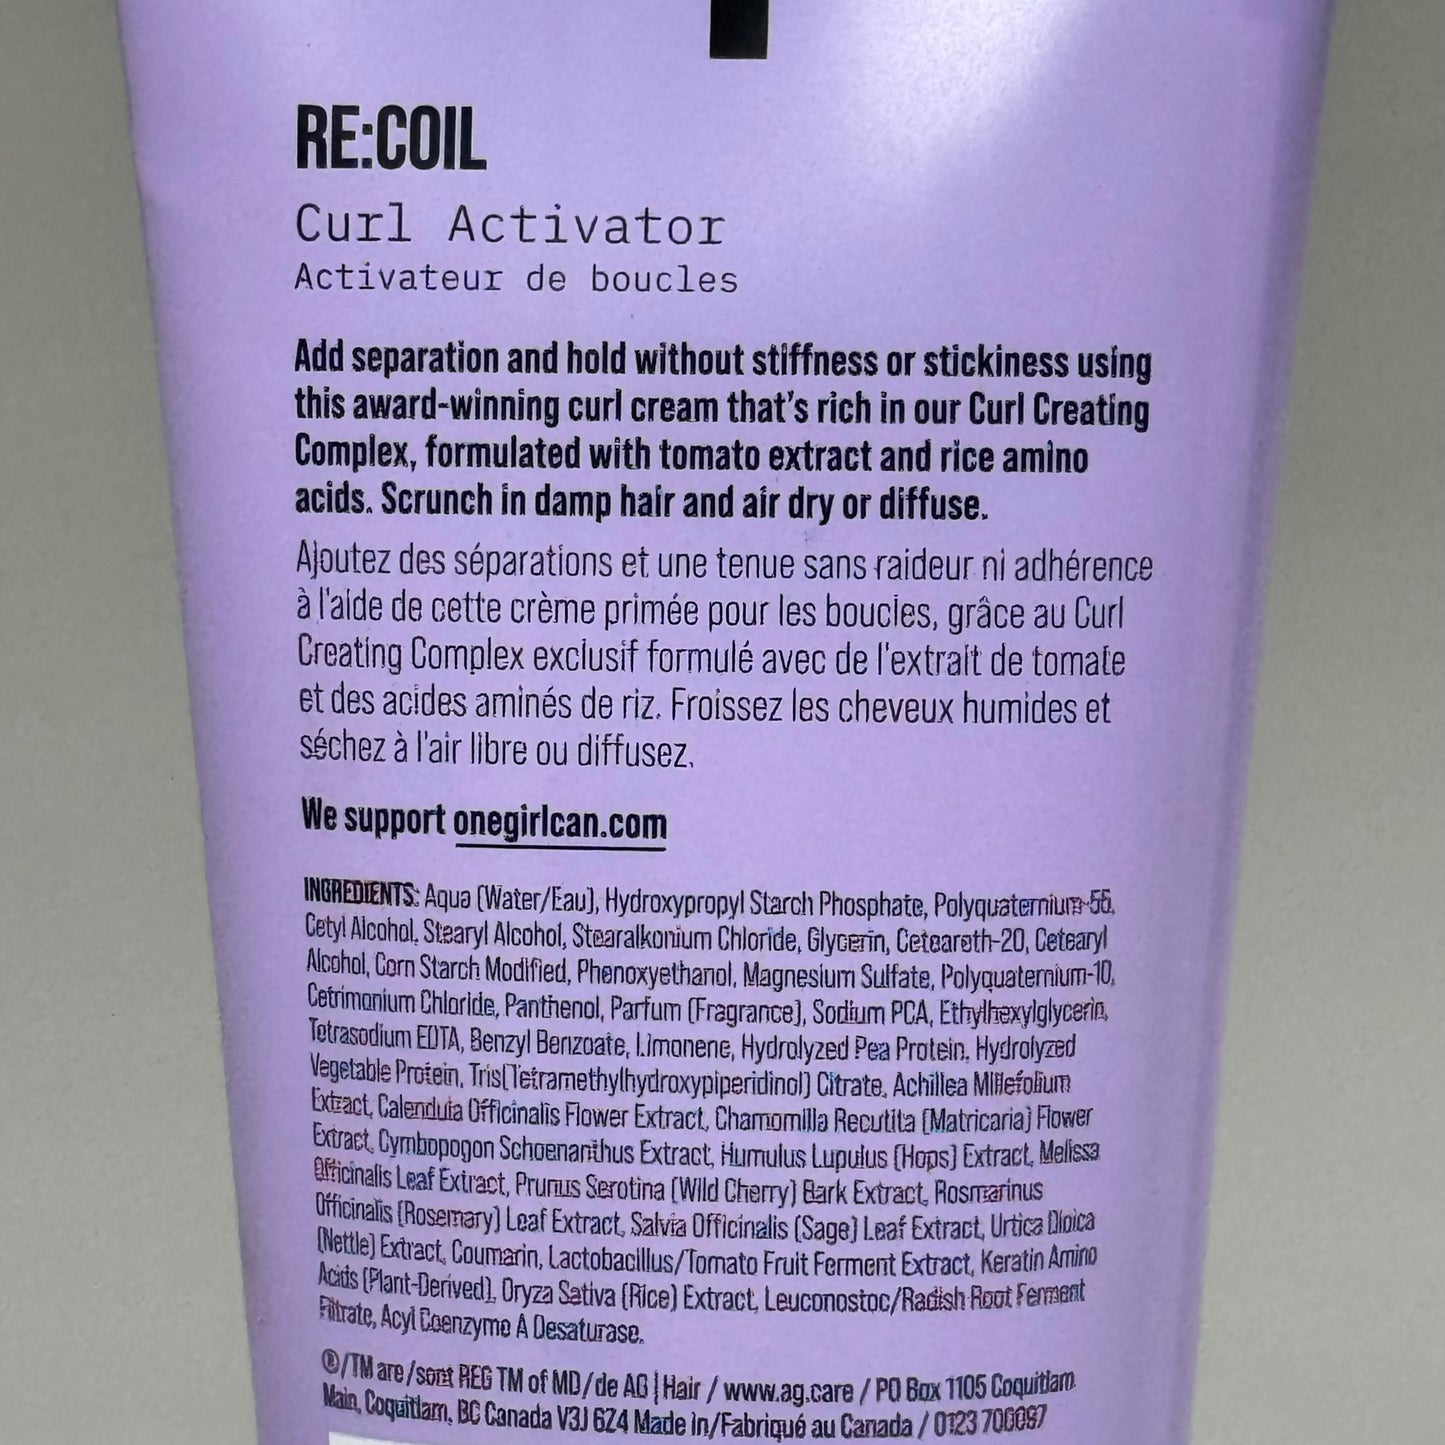 RE:COIL
Curl Activator
Activateur de boucles
Add separation and hold without stiffness or stickiness using
this award-winning curl cream that's rich in our Curl Creating
Complex, formulated with tomato extract and rice amino
acids. Scrunch in damp hair and air dry or diffuse.
Ajoutez des séparations et une tenue sans raideur ni adhérence
à l'aide de cette crème primée pour les boucles, grâce au Curl
Creating Complex exclusif formulé avec de l'extrait de tomate
et des acides aminés de riz. Froissez les cheveux humides et
séchez à l'air libre ou diffusez.
We support onegirlcan.com
INGREDIENTS: Aqua (Water/Eau), Hydroxypropyl Starch Phosphate, Polyquaternium-55,
Cetyl Alcohol, Stearyl Alcohol, Stearalkonium Chloride, Glycerin, Ceteareth-20, Cetearyl
Alcohol, Corn Starch Modified, Phenoxyethanol, Magnesium Sulfate, Polyquaternium-10,
Cetrimonium Chloride, Panthenol, Parfum (Fragrance), Sodium PCA, Ethylhexylglycerin,
Tetrasodium EDTA, Benzyl Benzoate, Limonene, Hydrolyzed Pea Protein, Hydrolyzed
Vegetable Protein, Tris(Tetramethylhydroxypiperidinol) Citrate, Achillea Millefolium
Extract, Calendula Officinalis Flower Extract, Chamomilla Recutita (Matricaria) Flower
Extract, Cymbopogon Schoenanthus Extract, Humulus Lupulus (Hops) Extract, Melissa
Officinalis Leaf Extract, Prunus Serotina (Wild Cherry) Bark Extract, Rosmarinus
Officinalis (Rosemary) Leaf Extract, Salvia Officinalis (Sage) Leaf Extract, Urtica Dioica
(Nettle) Extract, Coumarin, Lactobacillus/Tomato Fruit Ferment Extract, Keratin Amino
Acids (Plant-Derived), Oryza Sativa (Rice) Extract, Leuconostoc/Radish Root Ferment
Filtrate, Acyl Coenzyme A Desaturase.
®/TM are/sont REG TM of MD/de AG | Hair / www.ag.care / PO Box 1105 Coquitlam
Main, Coquitlam, BC Canada V3J 6Z4 Made in/Fabriqué au Canada / 0123